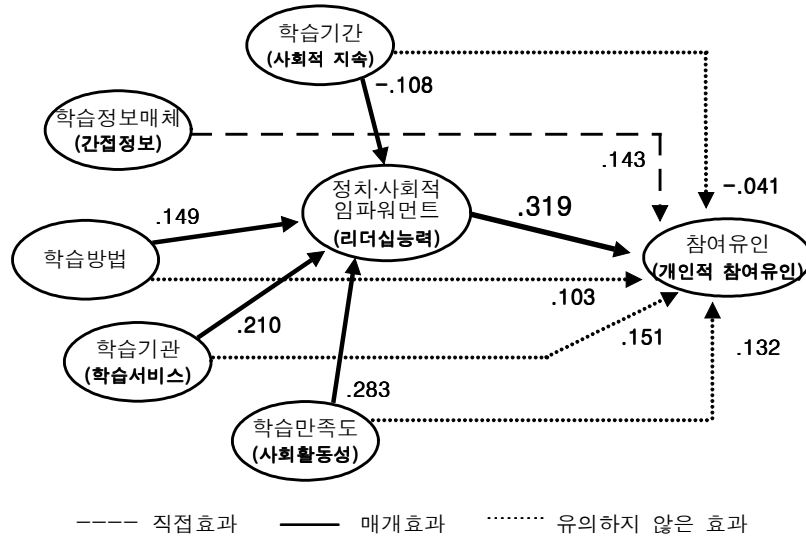 학습기간
(사회적 지속)
-.108
학습정보매체
(간접정보)
.143
정치·사회적
임파워먼트
(리더십능력)
-.041
.149
.319
학습방법
참여유인
(개인적 참여유인)
.103
.210
.151
.132
학습기관
(학습서비스)
.283
학습만족도
(사회활동성)
직접효과
매개효과
유의하지 않은 효과